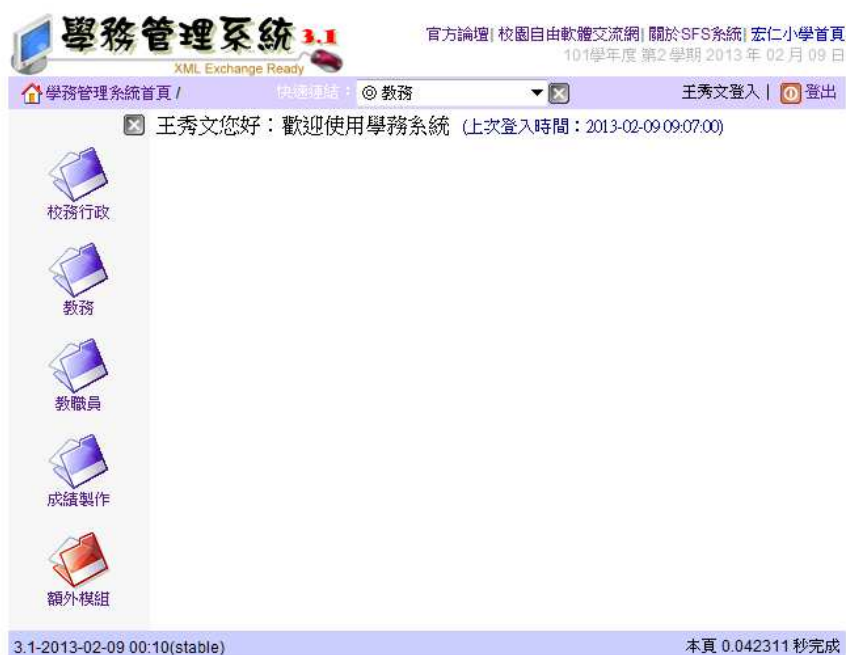 學務管理系統 3.1
XML Exchange Ready
官方論壇| 校園自由軟體交流網| 關於SFS系統| 宏仁小學首頁
101學年度 第2 學期 2013 年 02 月 09 日
學務管理系統首頁 / 快速連結： ◎ 教務 王秀文登入 | 登出
王秀文您好：歡迎使用學務系統 (上次登入時間：2013-02-09 09:07:00)
校務行政
教務
教職員
成績製作
額外模組
3.1-2013-02-09 00:10(stable) 本頁 0.042311 秒完成